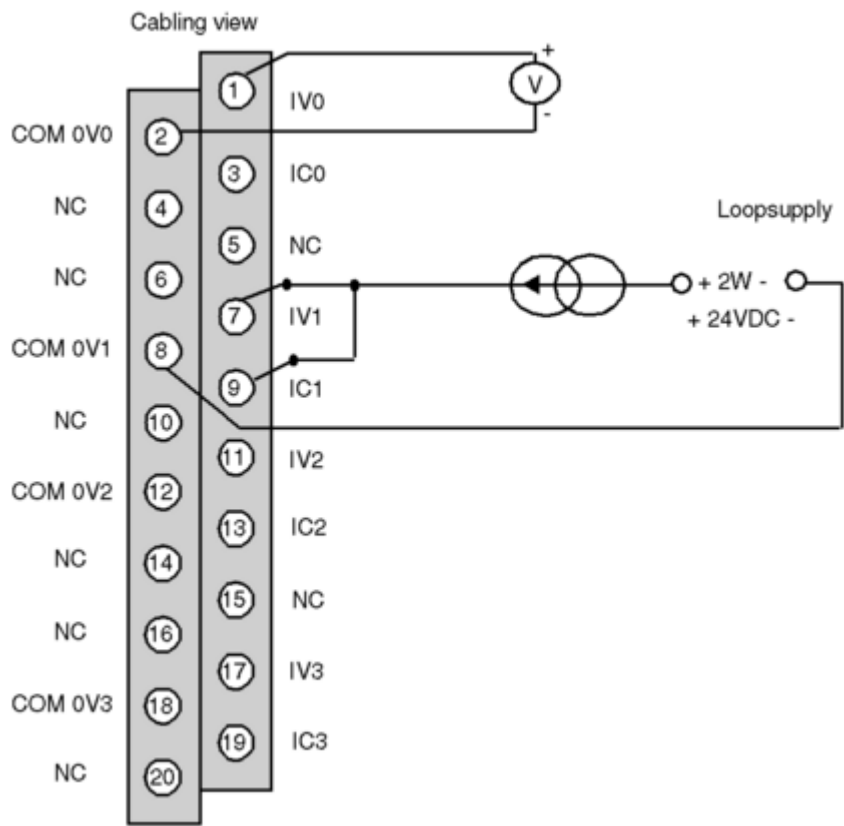 Cabling view
1
IV0
+
V
-
COM 0V0
2
3
IC0
NC
4
Loopsupply
5
NC
NC
6
+ 2W -
+ 24VDC -
7
IV1
COM 0V1
8
9
IC1
NC
10
11
IV2
COM 0V2
12
13
IC2
NC
14
15
NC
NC
16
17
IV3
COM 0V3
18
19
IC3
NC
20